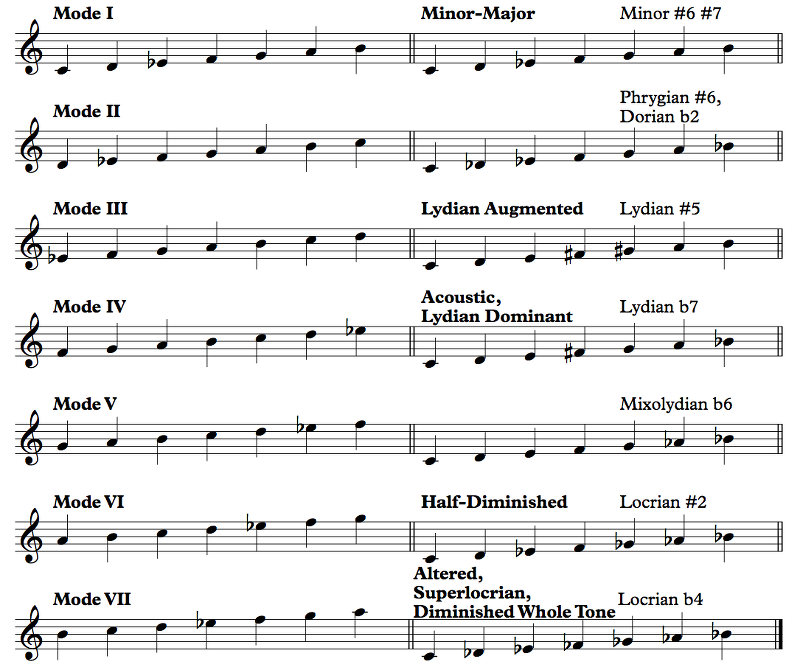 Mode I
Minor-Major
Minor #6 #7
Mode II
Phrygian #6,
Dorian b2
Mode III
Lydian Augmented
Lydian #5
Mode IV
Acoustic,
Lydian Dominant
Lydian b7
Mode V
Mixolydian b6
Mode VI
Half-Diminished
Locrian #2
Mode VII
Altered,
Superlocrian,
Diminished Whole Tone
Locrian b4